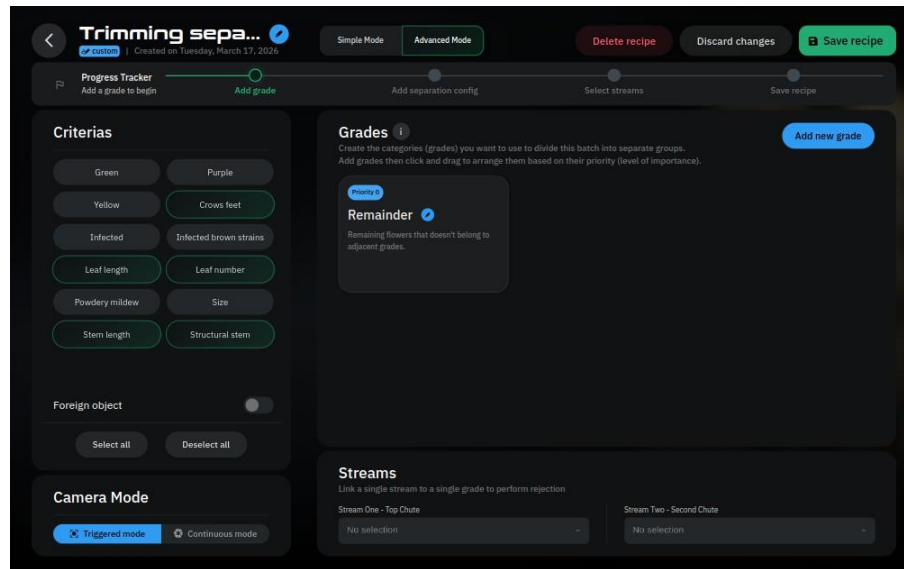 Trimming sepa...
custom | Created on Tuesday, March 17, 2026
Simple Mode
Advanced Mode
Delete recipe
Discard changes
Save recipe
Progress Tracker
Add a grade to begin
Add grade
Add separation config
Select streams
Save recipe
Criterias
Green
Purple
Yellow
Crows feet
Infected
Infected brown strains
Leaf length
Leaf number
Powdery mildew
Size
Stem length
Structural stem
Foreign object
Select all
Deselect all
Camera Mode
Triggered mode
Continuous mode
Grades i
Create the categories (grades) you want to use to divide this batch into separate groups.
Add grades then click and drag to arrange them based on their priority (level of importance).
Add new grade
Priority 0
Remainder
Remaining flowers that doesn't belong to
adjacent grades.
Streams
Link a single stream to a single grade to perform rejection
Stream One - Top Chute
No selection
Stream Two - Second Chute
No selection